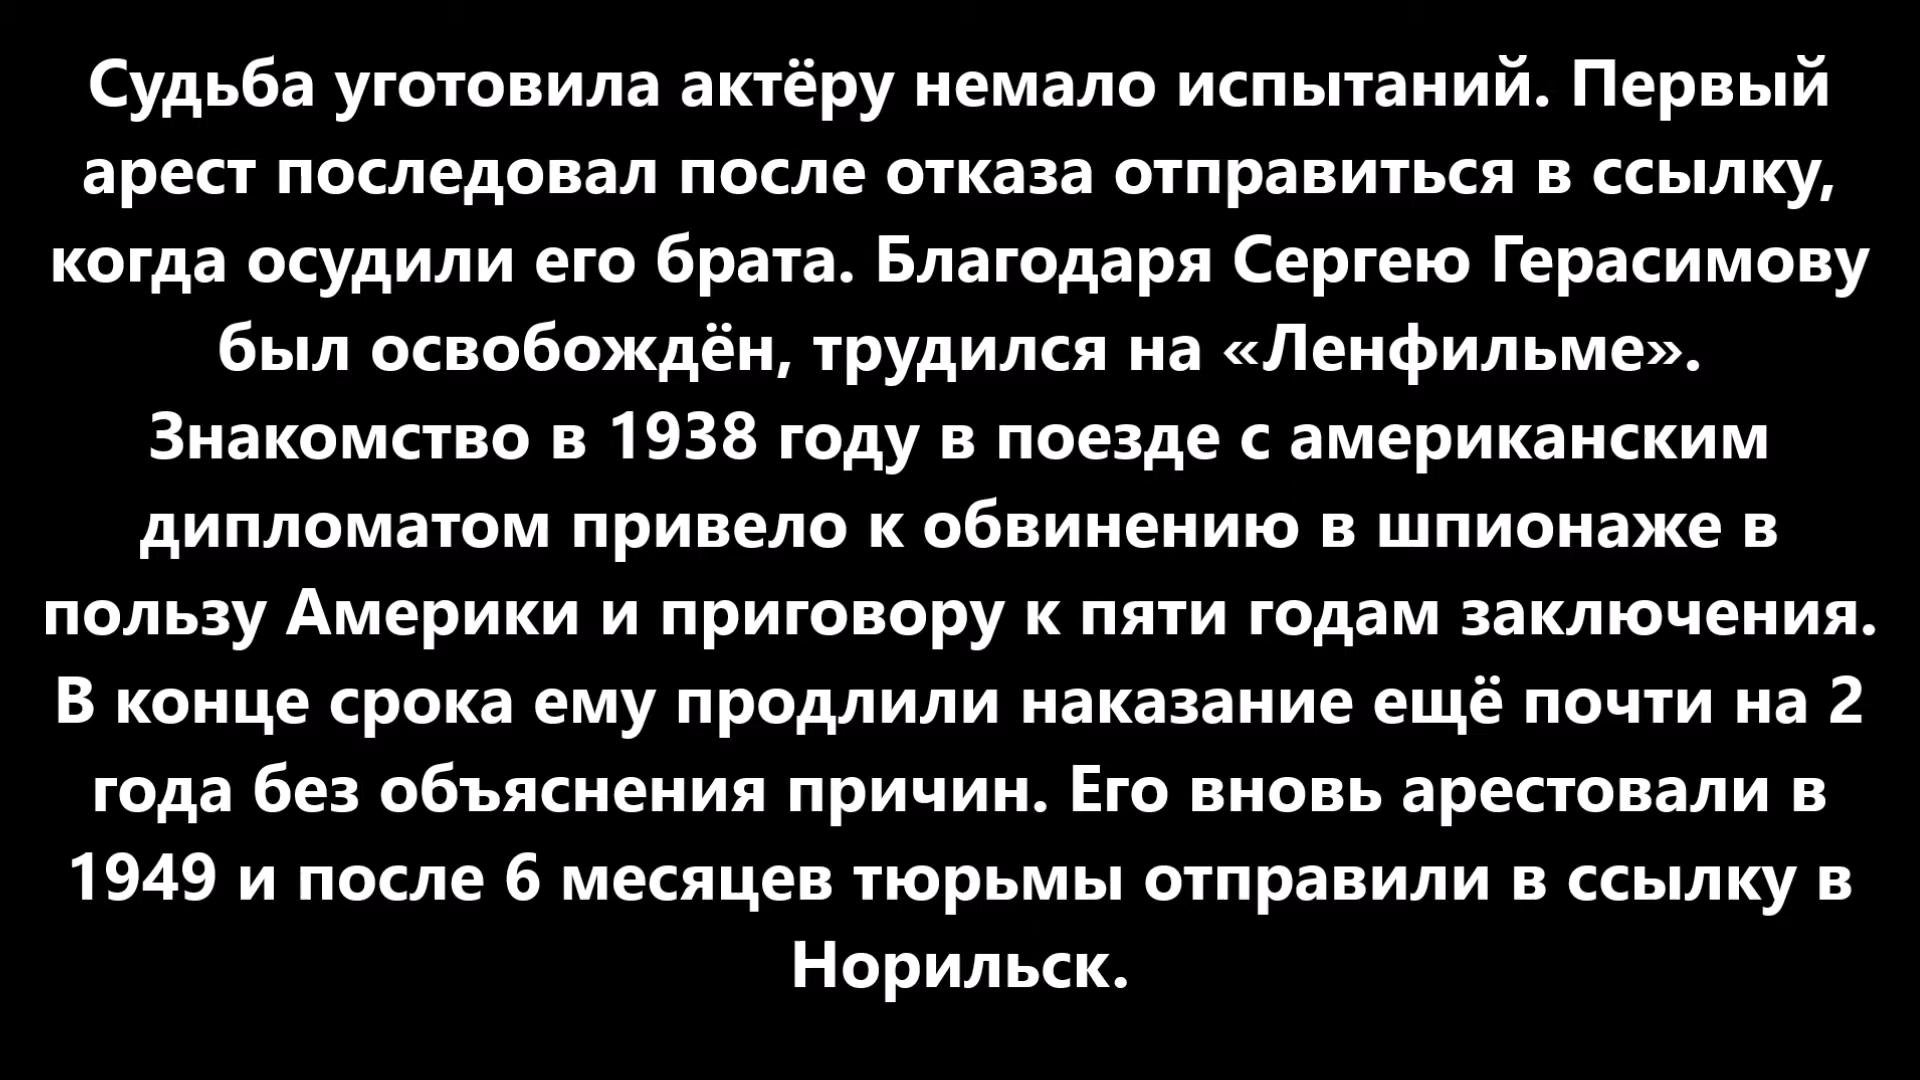 Судьба уготовила актёру немало испытаний. Первый
арест последовал после отказа отправиться в ссылку,
когда осудили его брата. Благодаря Сергею Герасимову
был освобождён, трудился на «Ленфильме».
Знакомство в 1938 году в поезде с американским
дипломатом привело к обвинению в шпионаже в
пользу Америки и приговору к пяти годам заключения.
В конце срока ему продлили наказание ещё почти на 2
года без объяснения причин. Его вновь арестовали в
1949 и после 6 месяцев тюрьмы отправили в ссылку в
Норильск.